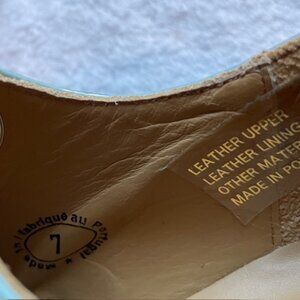 fabriqué au Portugal
7
Made in
LEATHER UPPER
LEATHER LINING
OTHER MATER
MADE IN PO